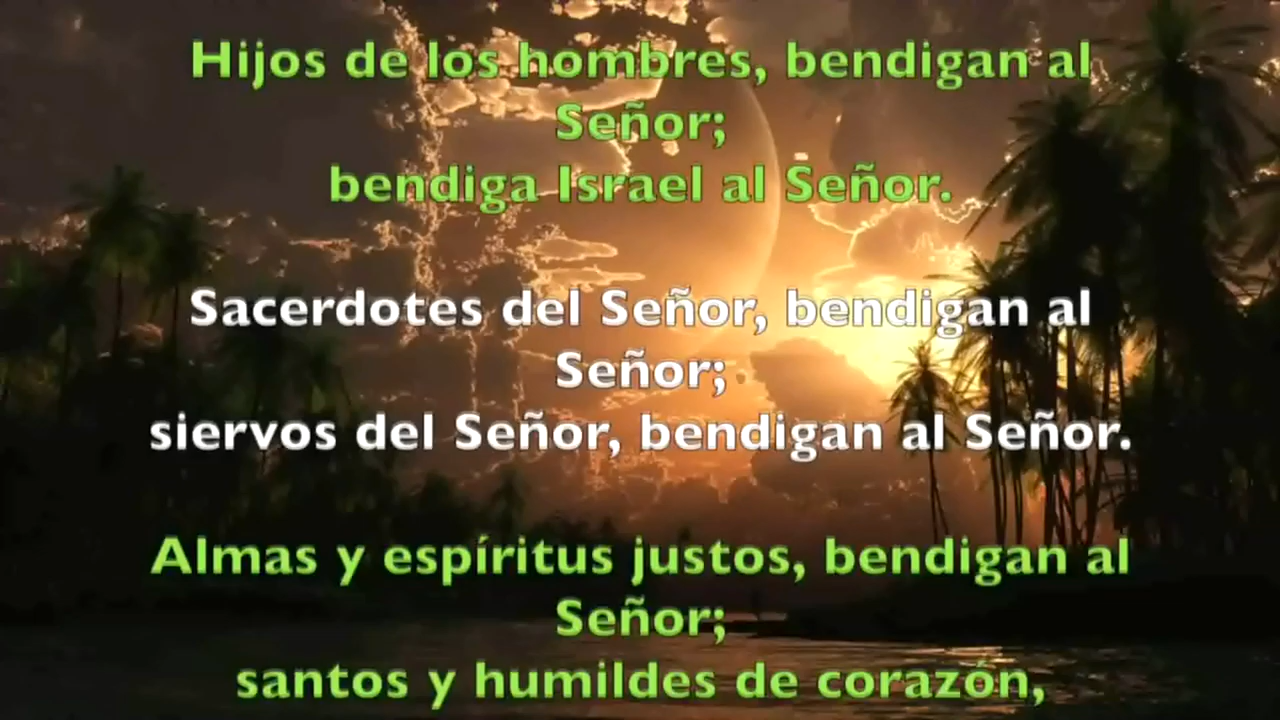 Hijos de los hombres, bendigan al
Señor;
bendiga Israel al Señor.
Sacerdotes del Señor, bendigan al
Señor;
siervos del Señor, bendigan al Señor.
Almas y espíritus justos, bendigan al
Señor;
santos y humildes de corazón,